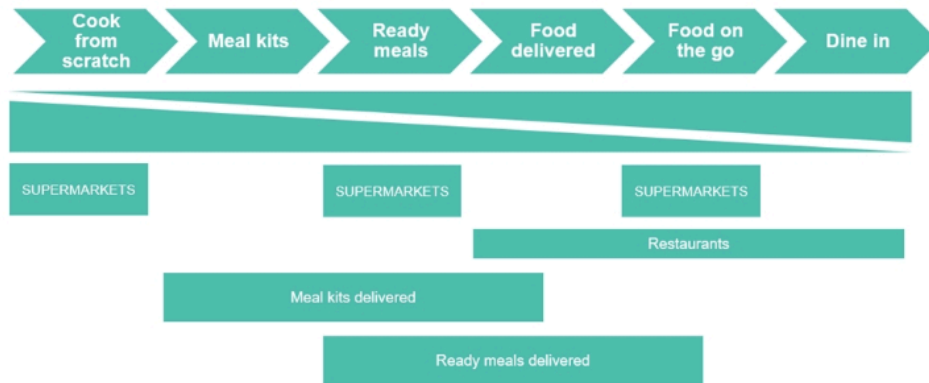 Cook
from
scratch
Meal kits
Ready
meals
Food
delivered
Food on
the go
Dine in
SUPERMARKETS
SUPERMARKETS
SUPERMARKETS
Restaurants
Meal kits delivered
Ready meals delivered